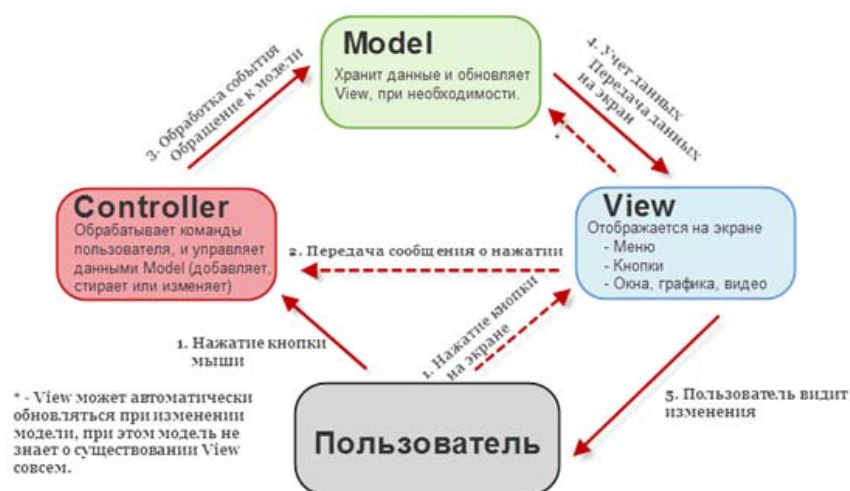 Model
Хранит данные и обновляет
View, при необходимости.
3. Обработка события
Обращение к модели
4. Учет данных
Передача данных
на экран
*
Controller
Обрабатывает команды
пользователя, и управляет
данными Model (добавляет,
стирает или изменяет)
View
Отображается на экране
- Меню
- Кнопки
- Окна, графика, видео
2. Передача сообщения о нажатии
1. Нажатие кнопки
мыши
1. Нажатие кнопки
на экране
5. Пользователь видит
изменения
* - View может автоматически
обновляться при изменении
модели, при этом модель не
знает о существовании View
совсем.
Пользователь